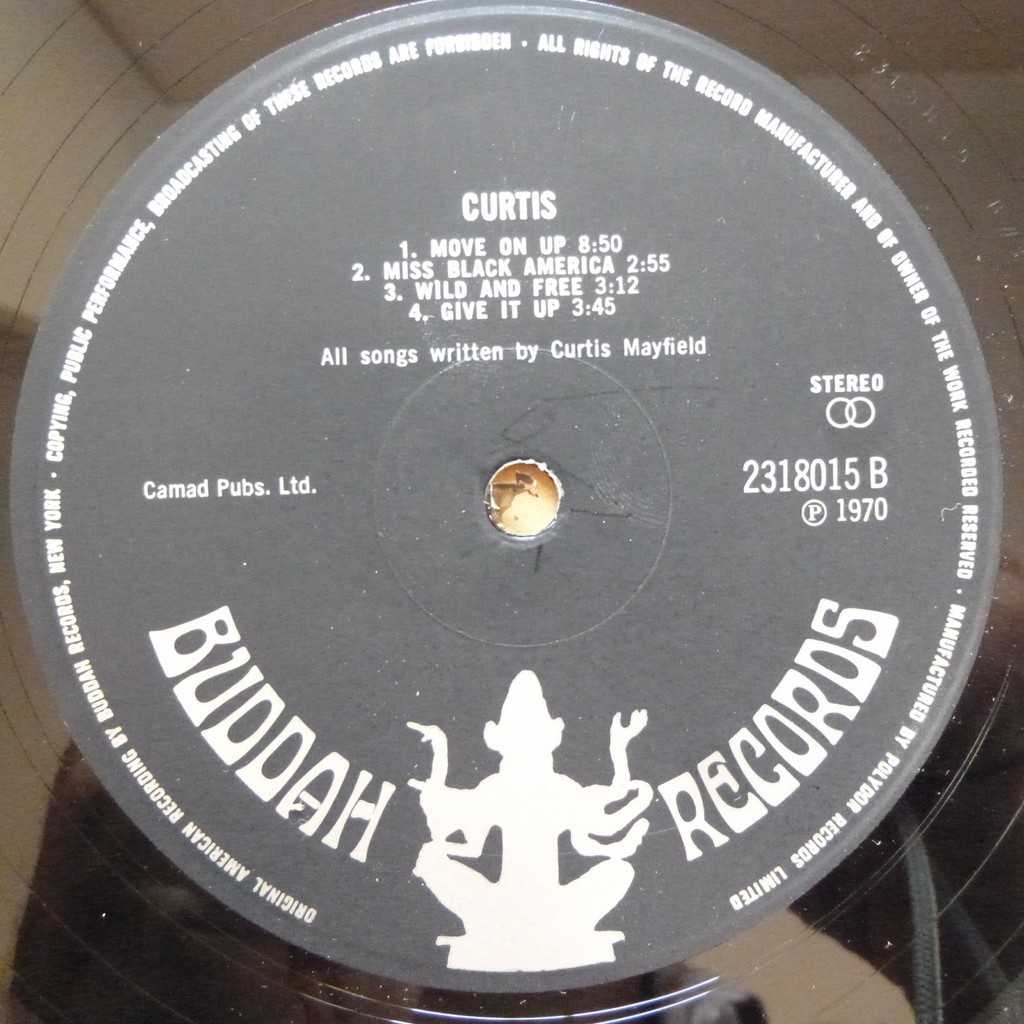 ORIGINAL AMERICAN RECORDING BY BUDDAH RECORDS, NEW YORK · COPYING, PUBLIC PERFORMANCE, BROADCASTING OF THESE RECORDS ARE FORBIDDEN · ALL RIGHTS OF THE RECORD MANUFACTURER AND OF OWNER OF THE WORK RECORDED RESERVED · MANUFACTURED BY POLYDOR RECORDS LIMITED
CURTIS
1. MOVE ON UP 8:50
2. MISS BLACK AMERICA 2:55
3. WILD AND FREE 3:12
4. GIVE IT UP 3:45
All songs written by Curtis Mayfield
STEREO
Camad Pubs. Ltd.
2318015 B
℗ 1970
BUDDAH RECORDS